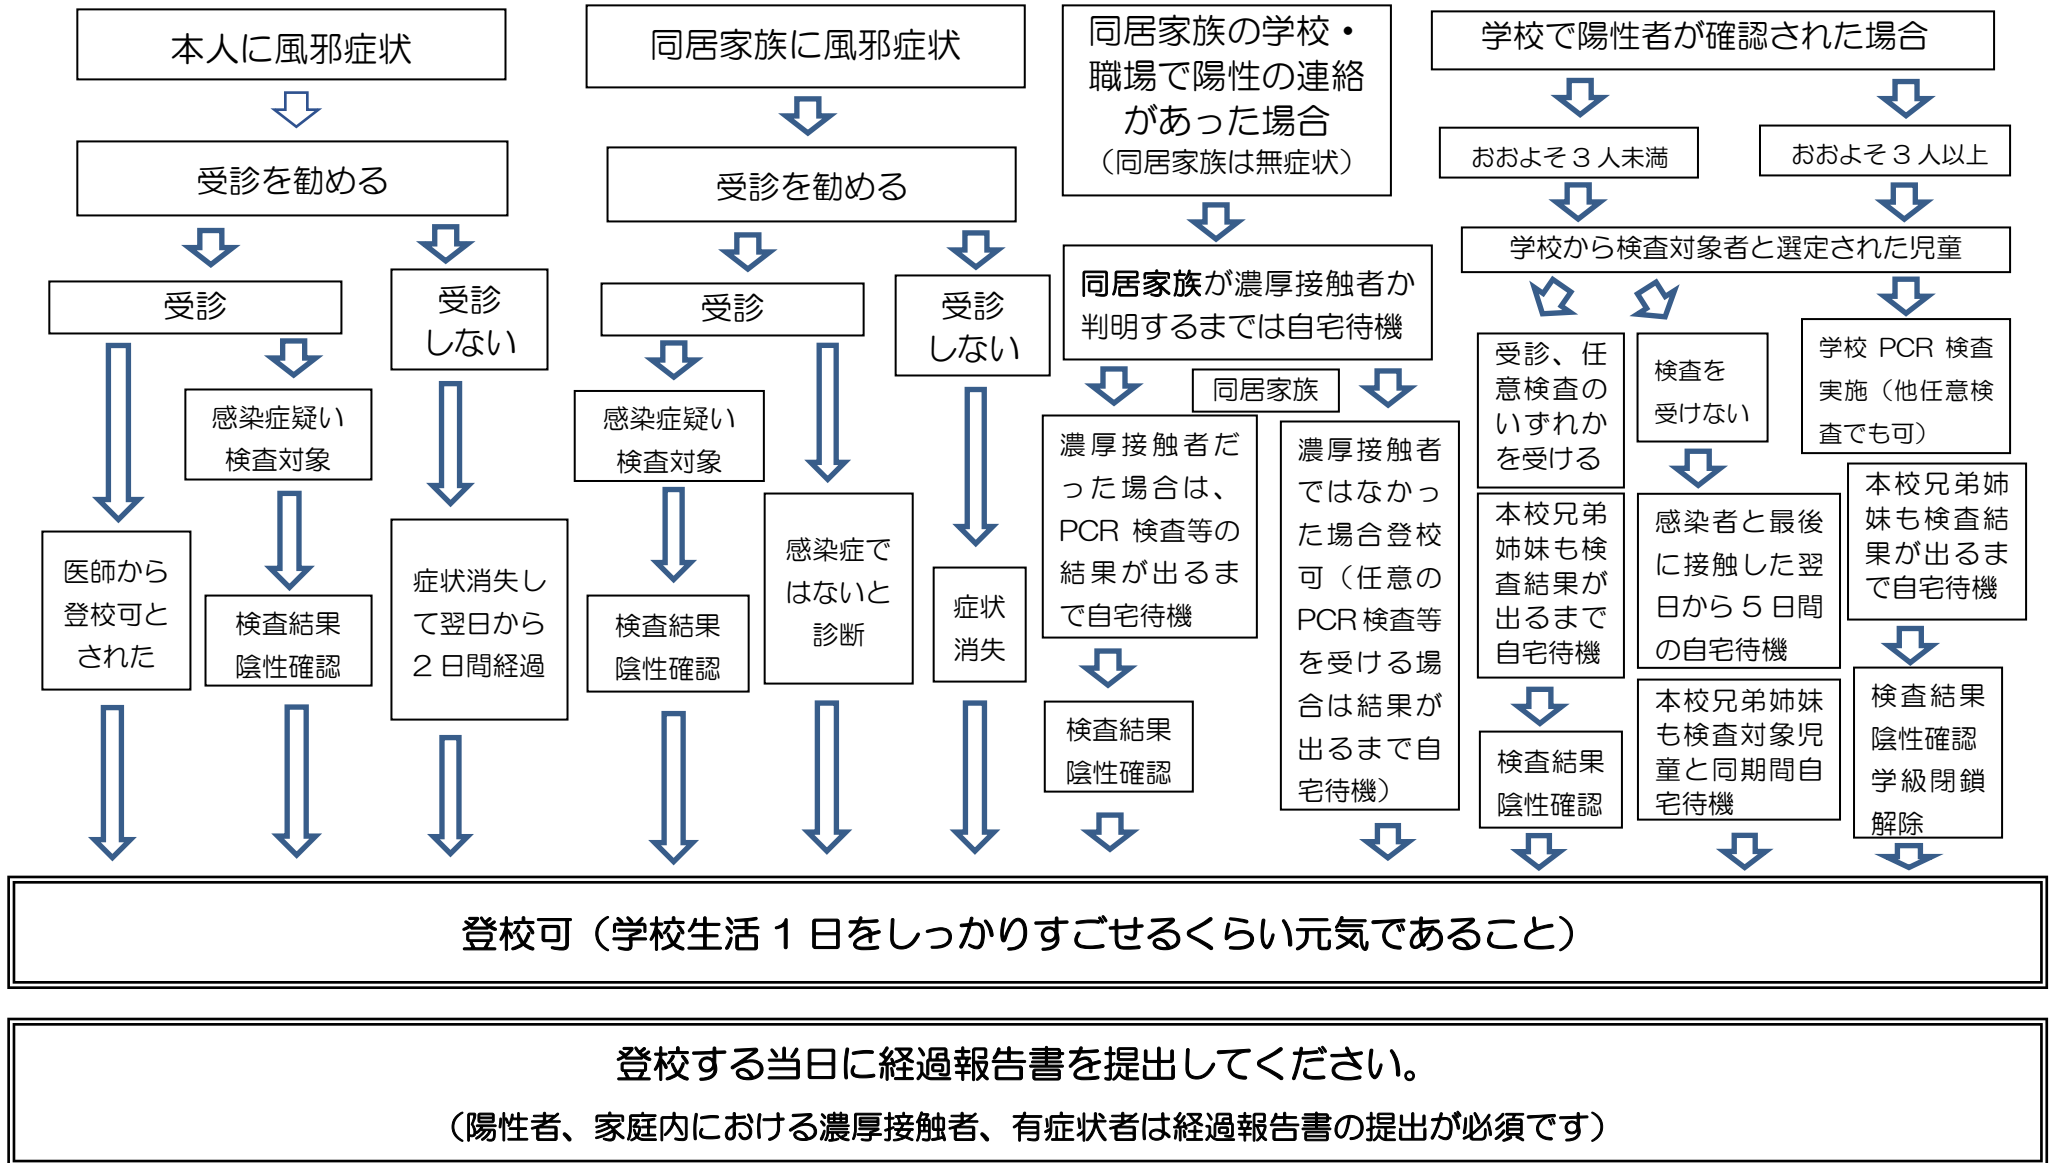 本人に風邪症状
受診を勧める
受診
受診
しない
感染症疑い
検査対象
医師から
登校可と
された
検査結果
陰性確認
症状消失し
て翌日から
2日間経過
同居家族に風邪症状
受診を勧める
受診
受診
しない
感染症疑い
検査対象
検査結果
陰性確認
感染症で
はないと
診断
症状
消失
同居家族の学校・
職場で陽性の連絡
があった場合
（同居家族は無症状）
同居家族が濃厚接触者か
判明するまでは自宅待機
同居家族
濃厚接触者だ
った場合は、
PCR 検査等の
結果が出るま
で自宅待機
検査結果
陰性確認
濃厚接触者
ではなかっ
た場合登校
可（任意の
PCR検査等
を受ける場
合は結果が
出るまで自
宅待機）
学校で陽性者が確認された場合
おおよそ3人未満
おおよそ3人以上
学校から検査対象者と選定された児童
受診、任
意検査の
いずれか
を受ける
本校兄弟
姉妹も検
査結果が
出るまで
自宅待機
検査結果
陰性確認
検査を
受けない
感染者と最後
に接触した翌
日から5日間
の自宅待機
本校兄弟姉妹
も検査対象児
童と同期間自
宅待機
学校 PCR 検査
実施（他任意検
査でも可）
本校兄弟姉
妹も検査結
果が出るま
で自宅待機
検査結果
陰性確認
学級閉鎖
解除
登校可（学校生活1日をしっかりすごせるくらい元気であること）
登校する当日に経過報告書を提出してください。
（陽性者、家庭内における濃厚接触者、有症状者は経過報告書の提出が必須です）